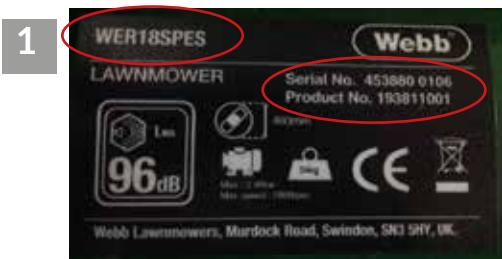 1
WER18SPES
Webb
LAWNMOWER
Serial No. 453880 0106
Product No. 193811001
96dB
Webb Lawnmowers, Murdock Road, Swindon, SN3 5HY, UK.